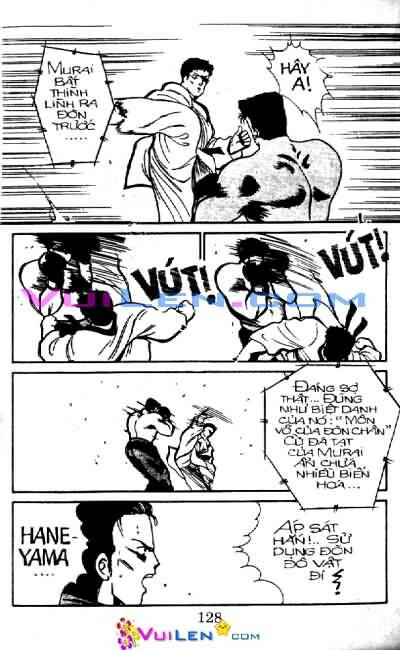 MURAI
BẤT
THÌNH
LÌNH RA
ĐÒN
TRƯỚC
.....
HÂY
A!
VÚT!
VÚT!
VUILEN.COM
ĐÁNG SỢ
THẬT... ĐÚNG
NHƯ BIỆT DANH
CỦA NÓ: "MÔN
VÕ CỦA ĐÒN CHÂN"
CÚ ĐÁ TẠT
CỦA MURAI
ẨN CHỨA
NHIỀU BIẾN
HOÁ...
HANE-
YAMA
....
ÁP SÁT
HẮN!.. SỬ
DỤNG ĐÒN
ĐÔ VẬT
ĐI
128
VUILEN.COM